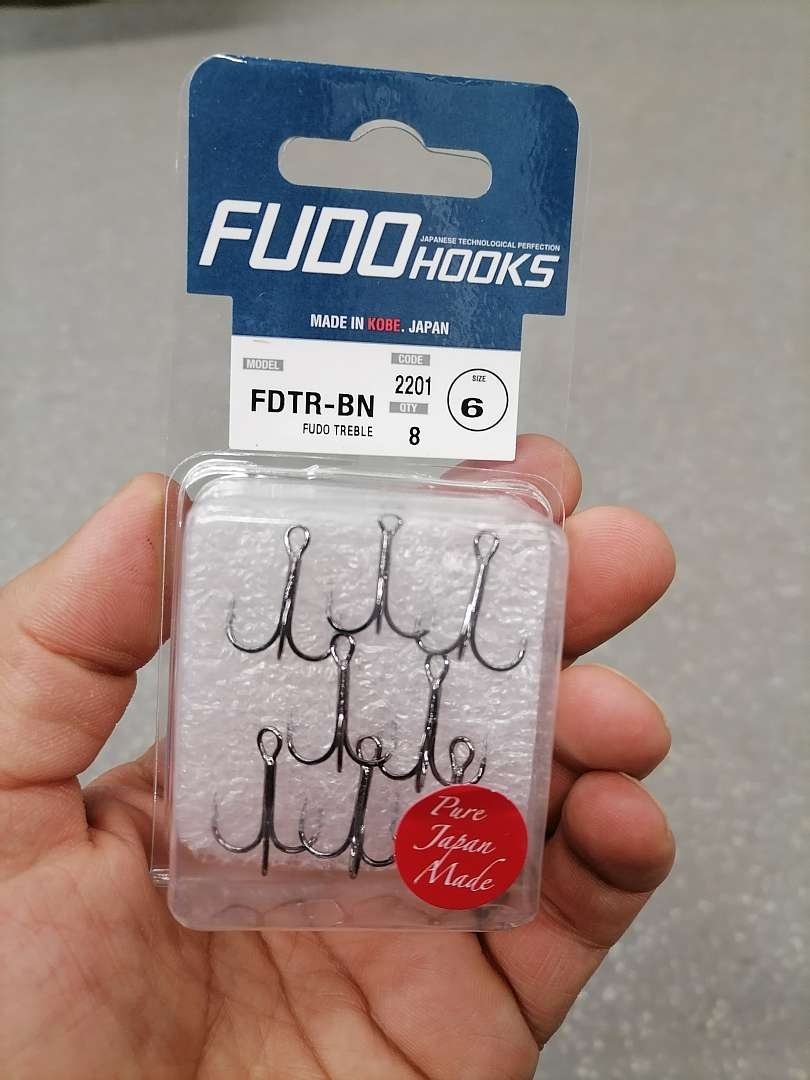 FUDO HOOKS
JAPANESE TECHNOLOGICAL PERFECTION
MADE IN KOBE. JAPAN
MODEL
FDTR-BN
FUDO TREBLE
CODE
2201
QTY
8
SIZE
6
Pure
Japan
Made